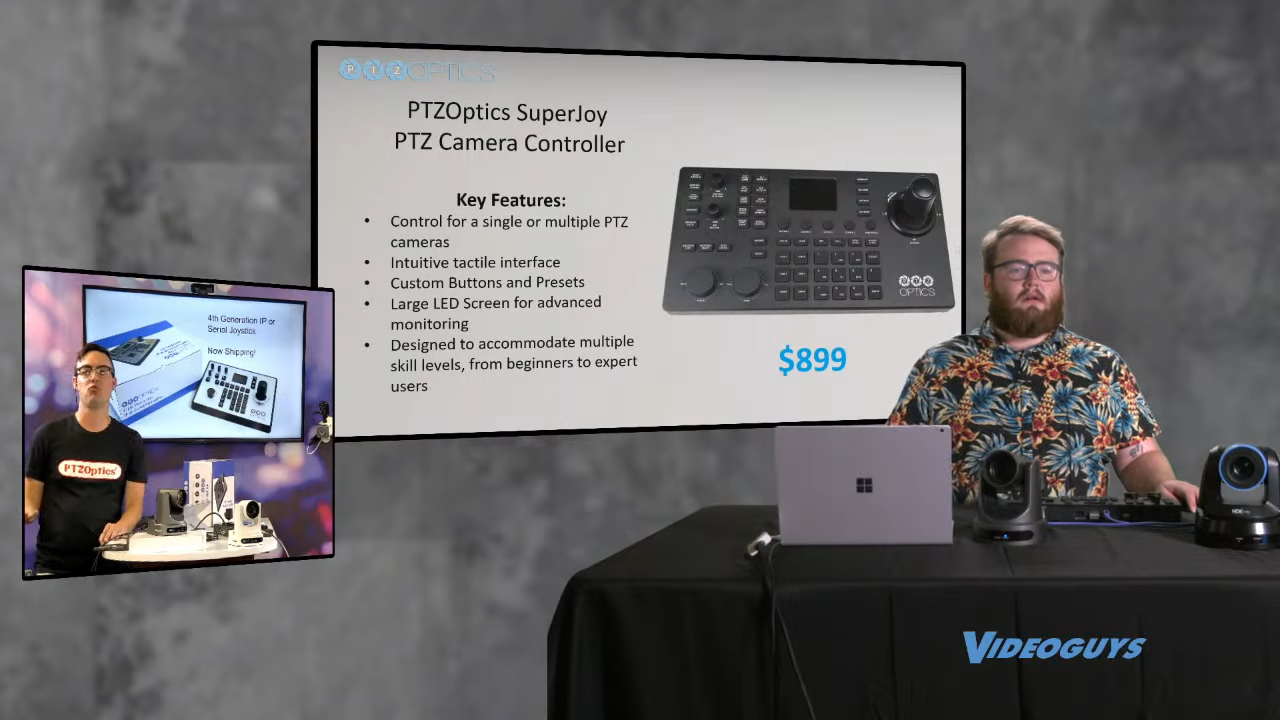 PTZOPTICS
PTZOptics SuperJoy
PTZ Camera Controller
Key Features:
• Control for a single or multiple PTZ
cameras
• Intuitive tactile interface
• Custom Buttons and Presets
• Large LED Screen for advanced
monitoring
• Designed to accommodate multiple
skill levels, from beginners to expert
users
OPTICS
$899
4th Generation IP or
Serial Joystick
Now Shipping!
PTZOptics
VIDEOGUYS